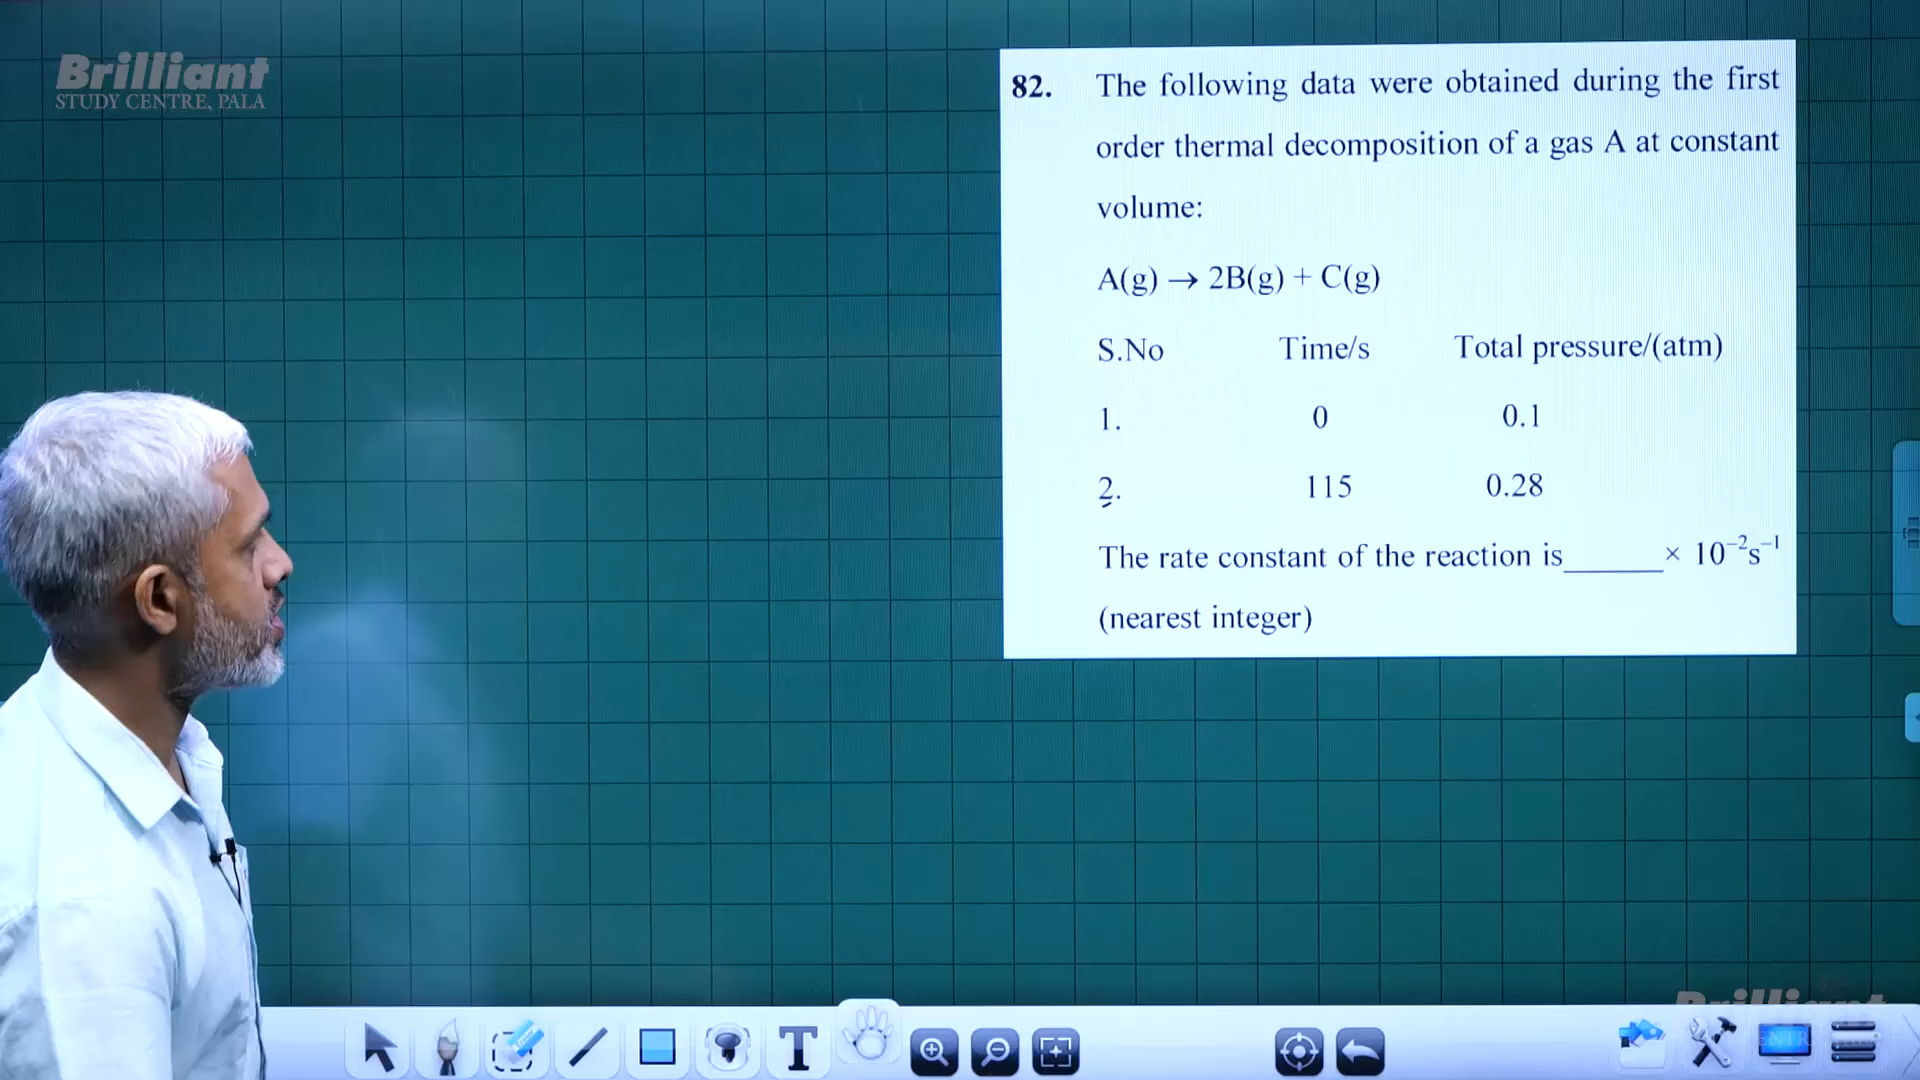 Brilliant
STUDY CENTRE, PALA
82. The following data were obtained during the first
order thermal decomposition of a gas A at constant
volume:
A(g) → 2B(g) + C(g)
S.No Time/s Total pressure/(atm)
1. 0 0.1
2. 115 0.28
The rate constant of the reaction is______ × 10⁻²s⁻¹
(nearest integer)
T